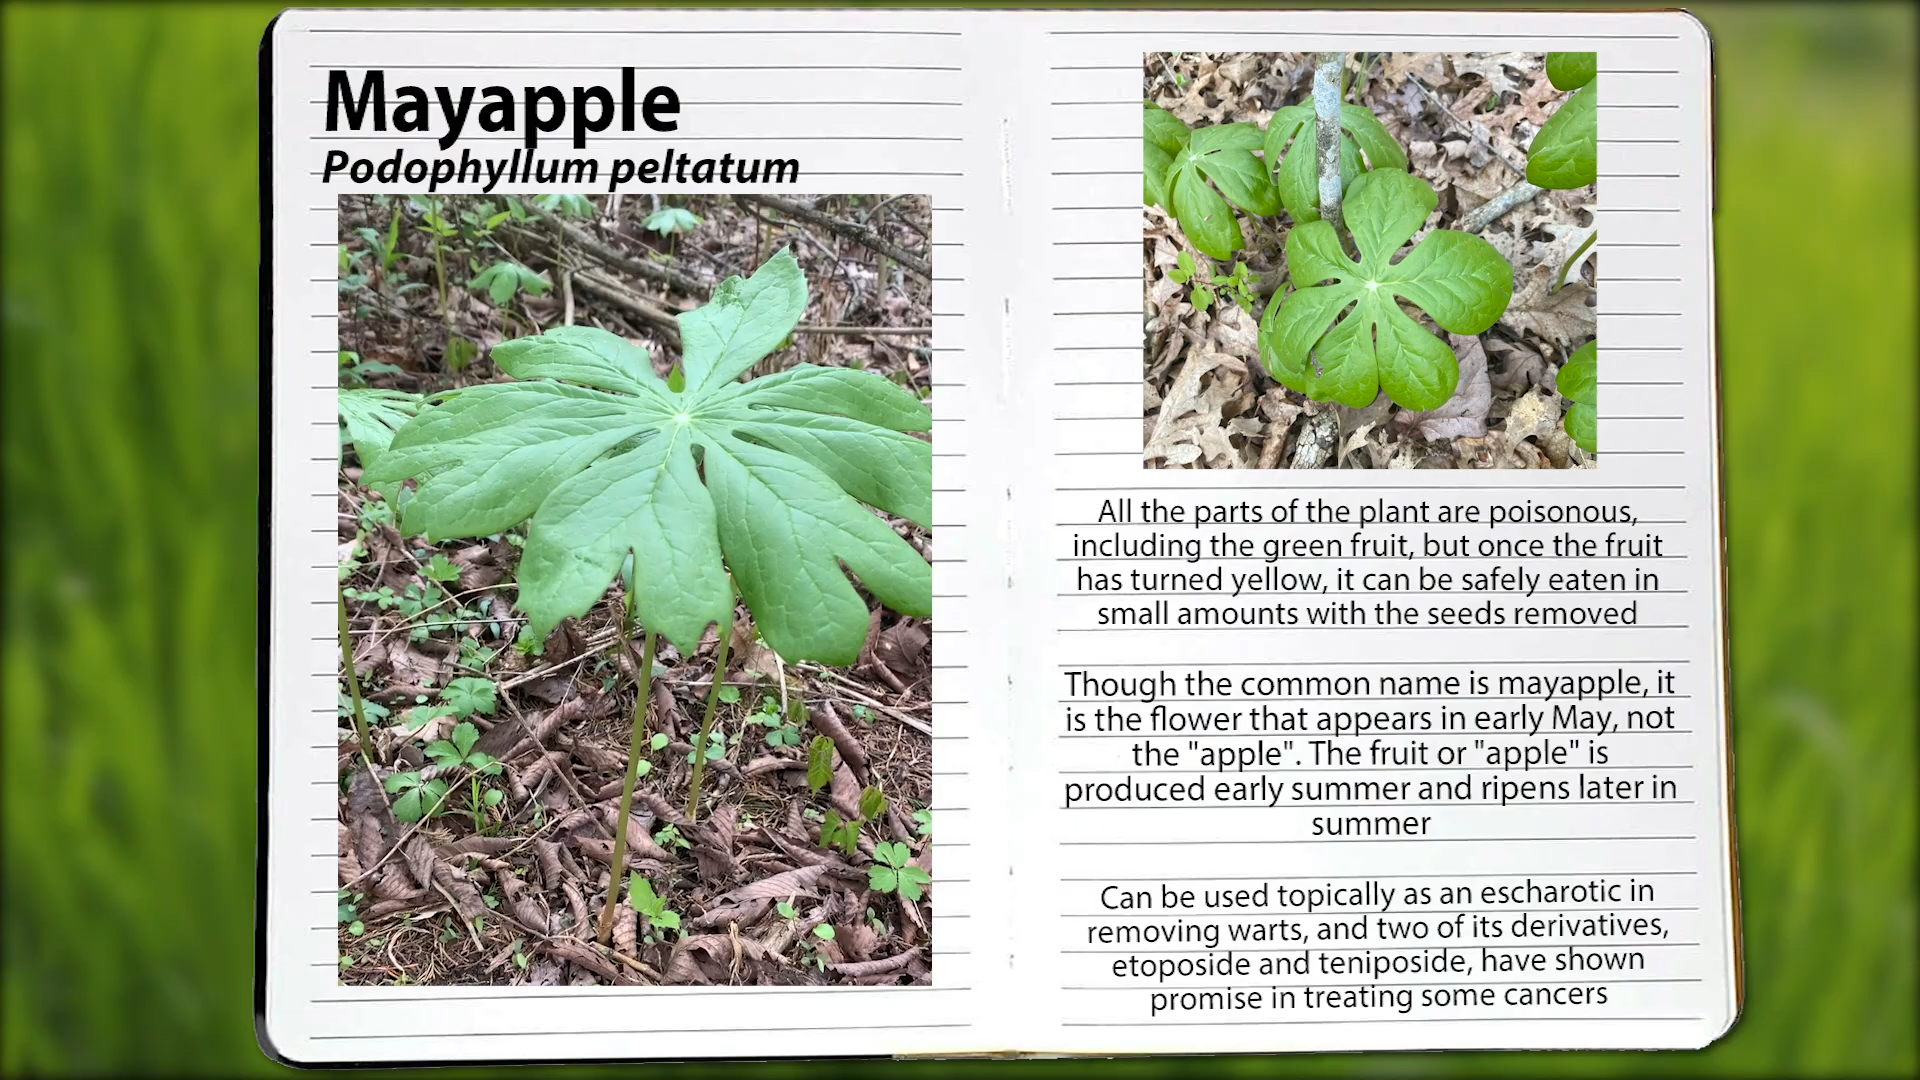 Mayapple
Podophyllum peltatum
All the parts of the plant are poisonous,
including the green fruit, but once the fruit
has turned yellow, it can be safely eaten in
small amounts with the seeds removed
Though the common name is mayapple, it
is the flower that appears in early May, not
the "apple". The fruit or "apple" is
produced early summer and ripens later in
summer
Can be used topically as an escharotic in
removing warts, and two of its derivatives,
etoposide and teniposide, have shown
promise in treating some cancers